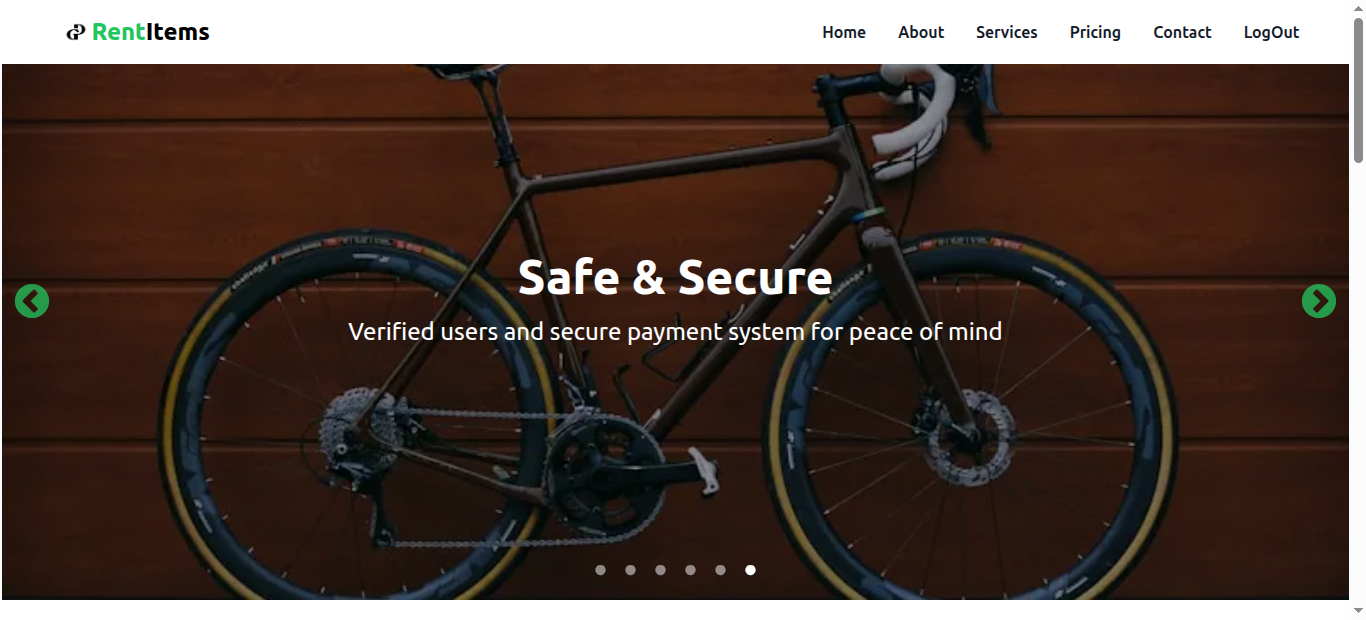 RentItems
Home About Services Pricing Contact LogOut
Safe & Secure
Verified users and secure payment system for peace of mind
challenge